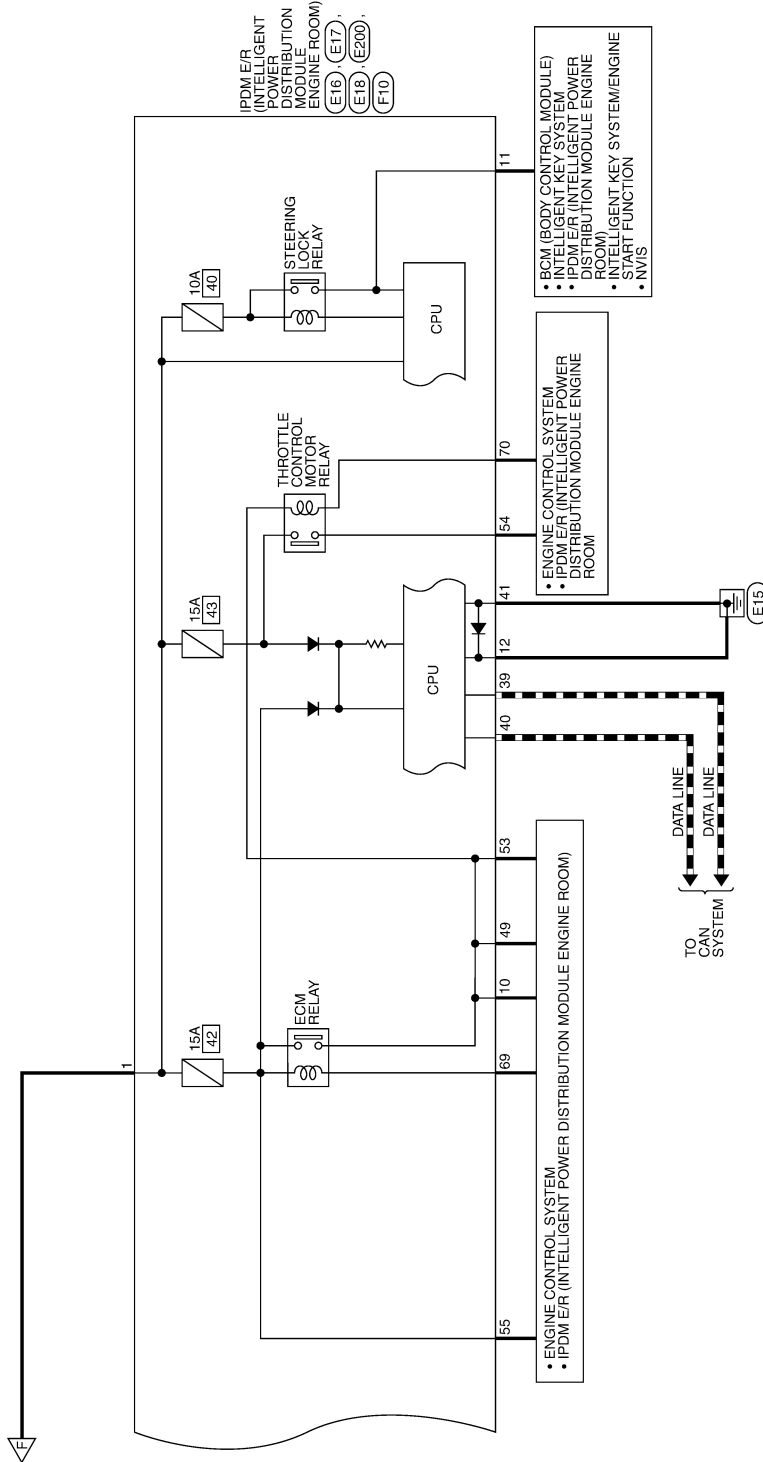 F
1
IPDM E/R
(INTELLIGENT
POWER
DISTRIBUTION
MODULE
ENGINE ROOM)
E16 , E17 ,
E18 , E200 ,
F10
15A
42
15A
43
10A
40
ECM
RELAY
THROTTLE
CONTROL
MOTOR
RELAY
STEERING
LOCK
RELAY
CPU
CPU
55
69
10
49
53
40
39
12
41
54
70
11
• ENGINE CONTROL SYSTEM
• IPDM E/R (INTELLIGENT POWER DISTRIBUTION MODULE ENGINE ROOM)
• ENGINE CONTROL SYSTEM
• IPDM E/R (INTELLIGENT POWER
DISTRIBUTION MODULE ENGINE
ROOM
• BCM (BODY CONTROL MODULE)
• INTELLIGENT KEY SYSTEM
• IPDM E/R (INTELLIGENT POWER
DISTRIBUTION MODULE ENGINE
ROOM)
• INTELLIGENT KEY SYSTEM/ENGINE
START FUNCTION
• NVIS
TO
CAN
SYSTEM
DATA LINE
DATA LINE
E15